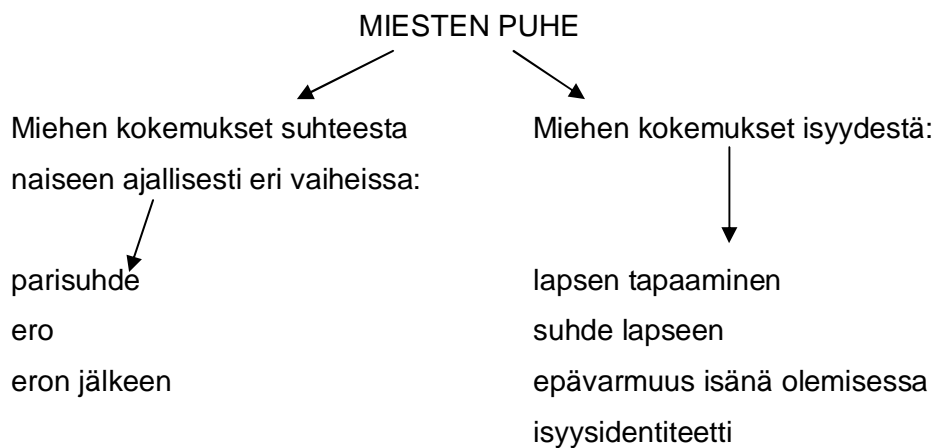 MIESTEN PUHE
Miehen kokemukset suhteesta
naiseen ajallisesti eri vaiheissa:
parisuhde
ero
eron jälkeen
Miehen kokemukset isyydestä:
lapsen tapaaminen
suhde lapseen
epävarmuus isänä olemisessa
isyysidentiteetti